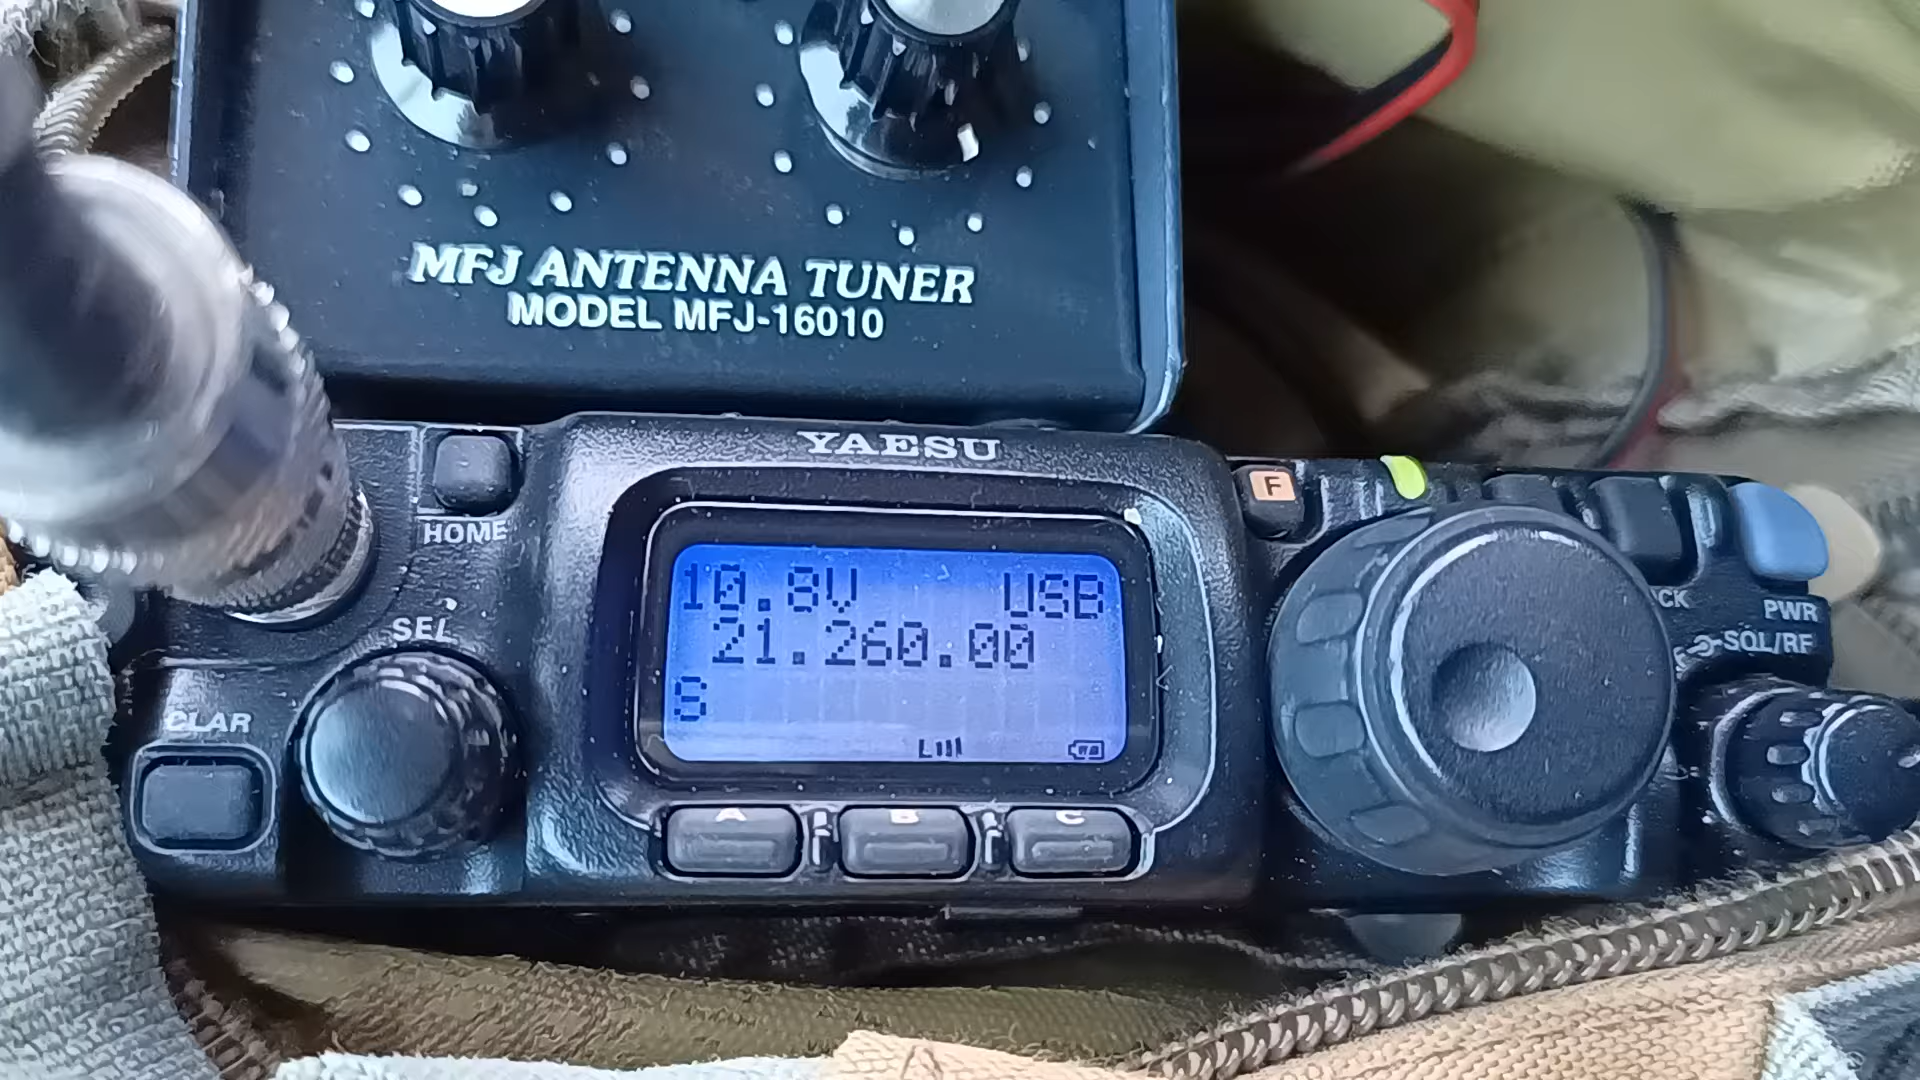 MFJ ANTENNA TUNER
MODEL MFJ-16010
YAESU
F
HOME
10.8V USB
21.260.00
S
SEL
CLAR
PWR
SQL/RF
A B C